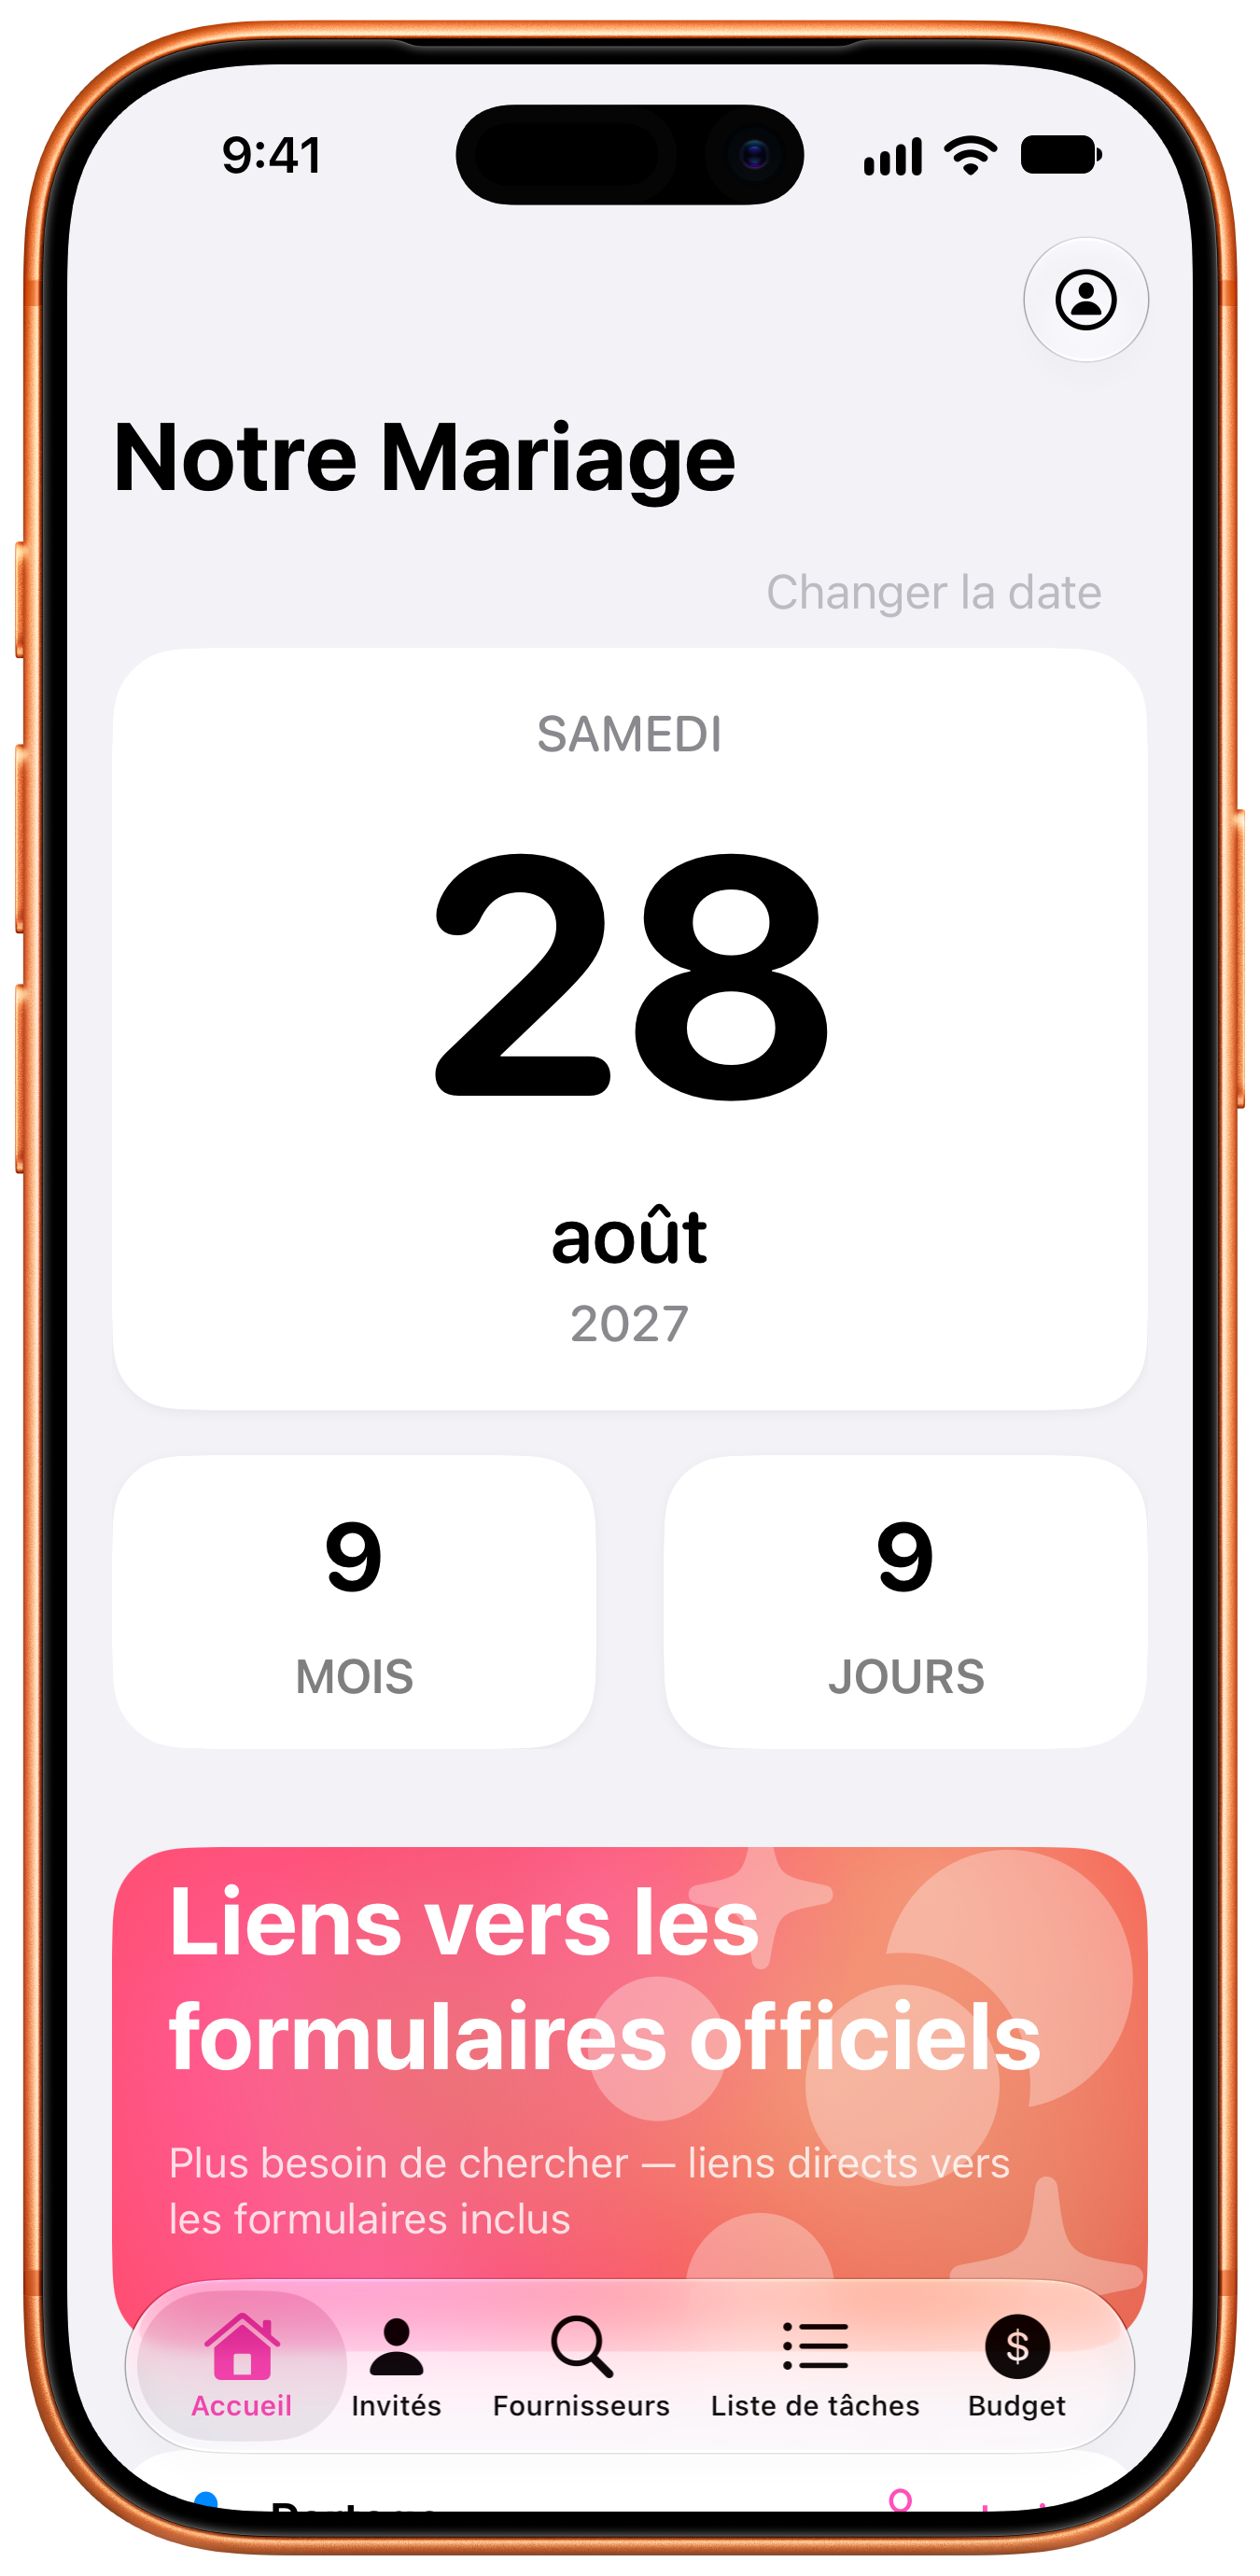 9:41
Notre Mariage
Changer la date
SAMEDI
28
août
2027
9
MOIS
9
JOURS
Liens vers les
formulaires officiels
Plus besoin de chercher — liens directs vers
les formulaires inclus
Accueil
Invités
Fournisseurs
Liste de tâches
Budget